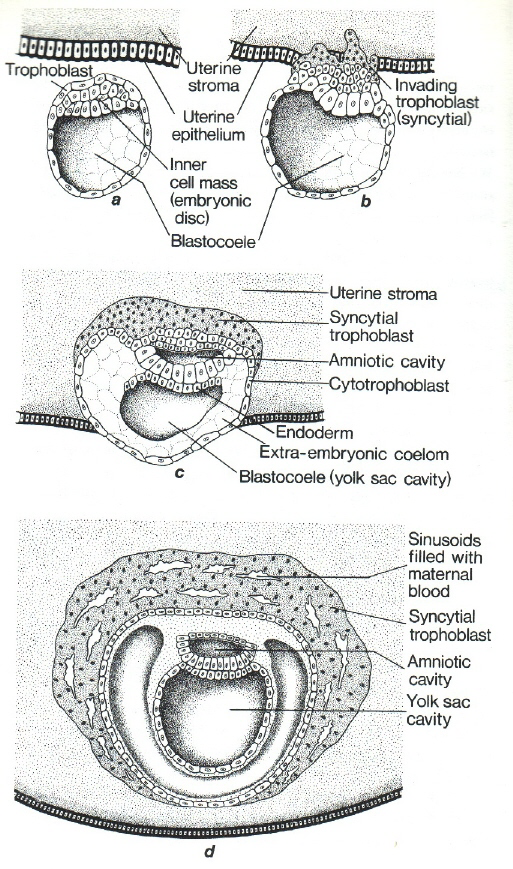 Trophoblast
Uterine
stroma
Uterine
epithelium
Inner
cell mass
(embryonic
disc)
Blastocoele
a
Invading
trophoblast
(syncytial)
b
Uterine stroma
Syncytial
trophoblast
Amniotic cavity
Cytotrophoblast
Endoderm
Extra-embryonic coelom
Blastocoele (yolk sac cavity)
c
Sinusoids
filled with
maternal
blood
Syncytial
trophoblast
Amniotic
cavity
Yolk sac
cavity
d